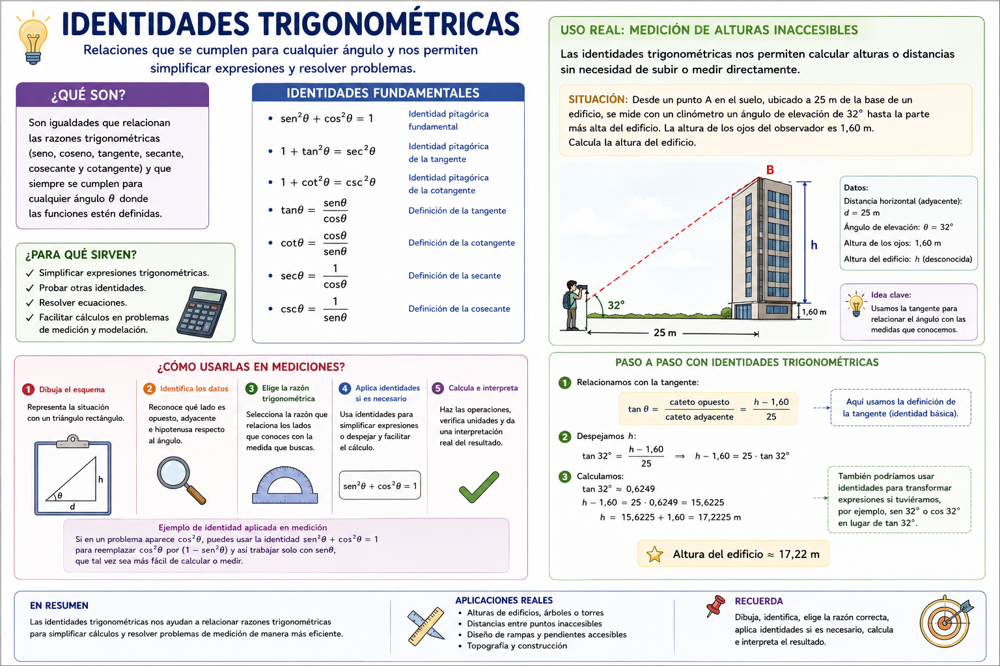 IDENTIDADES TRIGONOMÉTRICAS
Relaciones que se cumplen para cualquier ángulo y nos permiten
simplificar expresiones y resolver problemas.
¿QUÉ SON?
Son igualdades que relacionan
las razones trigonométricas
(seno, coseno, tangente, secante,
cosecante y cotangente) y que
siempre se cumplen para
cualquier ángulo θ donde
las funciones estén definidas.
¿PARA QUÉ SIRVEN?
✓ Simplificar expresiones trigonométricas.
✓ Probar otras identidades.
✓ Resolver ecuaciones.
✓ Facilitar cálculos en problemas
de medición y modelación.
IDENTIDADES FUNDAMENTALES
• sen²θ + cos²θ = 1
Identidad pitagórica
fundamental
• 1 + tan²θ = sec²θ
Identidad pitagórica
de la tangente
• 1 + cot²θ = csc²θ
Identidad pitagórica
de la cotangente
• tanθ = senθ / cosθ
Definición de la tangente
• cotθ = cosθ / senθ
Definición de la cotangente
• secθ = 1 / cosθ
Definición de la secante
• cscθ = 1 / senθ
Definición de la cosecante
¿CÓMO USARLAS EN MEDICIONES?
1 Dibuja el esquema
Representa la situación
con un triángulo rectángulo.
h
θ
d
2 Identifica los datos
Reconoce qué lado es
opuesto, adyacente
e hipotenusa respecto
al ángulo.
3 Elige la razón
trigonométrica
Selecciona la razón que
relaciona los lados
que conoces con la
medida que buscas.
4 Aplica identidades
si es necesario
Usa identidades para
simplificar expresiones
o despejar y facilitar
el cálculo.
sen²θ + cos²θ = 1
5 Calcula e interpreta
Haz las operaciones,
verifica unidades y da
una interpretación
real del resultado.
Ejemplo de identidad aplicada en medición
Si en un problema aparece cos²θ, puedes usar la identidad sen²θ + cos²θ = 1
para reemplazar cos²θ por (1 − sen²θ) y así trabajar solo con senθ,
que tal vez sea más fácil de calcular o medir.
USO REAL: MEDICIÓN DE ALTURAS INACCESIBLES
Las identidades trigonométricas nos permiten calcular alturas o distancias
sin necesidad de subir o medir directamente.
SITUACIÓN: Desde un punto A en el suelo, ubicado a 25 m de la base de un
edificio, se mide con un clinómetro un ángulo de elevación de 32° hasta la parte
más alta del edificio. La altura de los ojos del observador es 1,60 m.
Calcula la altura del edificio.
B
h
32°
1,60 m
25 m
Datos:
Distancia horizontal (adyacente):
d = 25 m
Ángulo de elevación: θ = 32°
Altura de los ojos: 1,60 m
Altura del edificio: h (desconocida)
Idea clave:
Usamos la tangente para
relacionar el ángulo con las
medidas que conocemos.
PASO A PASO CON IDENTIDADES TRIGONOMÉTRICAS
1 Relacionamos con la tangente:
tan θ = cateto opuesto / cateto adyacente = h − 1,60 / 25
Aquí usamos la definición de
la tangente (identidad básica).
2 Despejamos h:
tan 32° = h − 1,60 / 25 ⟹ h − 1,60 = 25 · tan 32°
3 Calculamos:
tan 32° ≈ 0,6249
h − 1,60 = 25 · 0,6249 = 15,6225
h = 15,6225 + 1,60 = 17,2225 m
También podríamos usar
identidades para transformar
expresiones si tuviéramos,
por ejemplo, sen 32° o cos 32°
en lugar de tan 32°.
Altura del edificio ≈ 17,22 m
EN RESUMEN
Las identidades trigonométricas nos ayudan a relacionar razones trigonométricas
para simplificar cálculos y resolver problemas de medición de manera más eficiente.
APLICACIONES REALES
• Alturas de edificios, árboles o torres
• Distancias entre puntos inaccesibles
• Diseño de rampas y pendientes accesibles
• Topografía y construcción
RECUERDA
Dibuja, identifica, elige la razón correcta,
aplica identidades si es necesario, calcula
e interpreta el resultado.